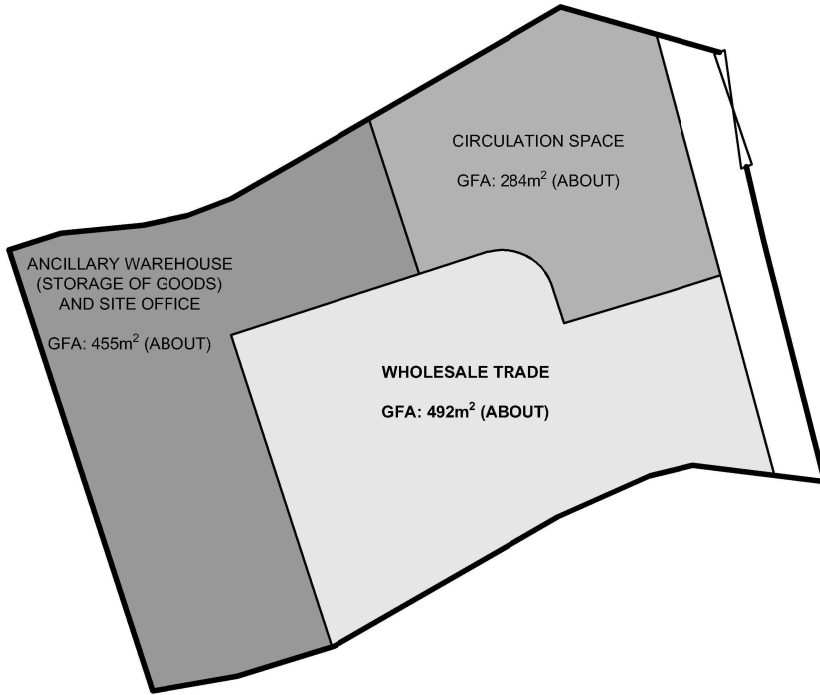 CIRCULATION SPACE
GFA: 284m² (ABOUT)
ANCILLARY WAREHOUSE
(STORAGE OF GOODS)
AND SITE OFFICE
GFA: 455m² (ABOUT)
WHOLESALE TRADE
GFA: 492m² (ABOUT)